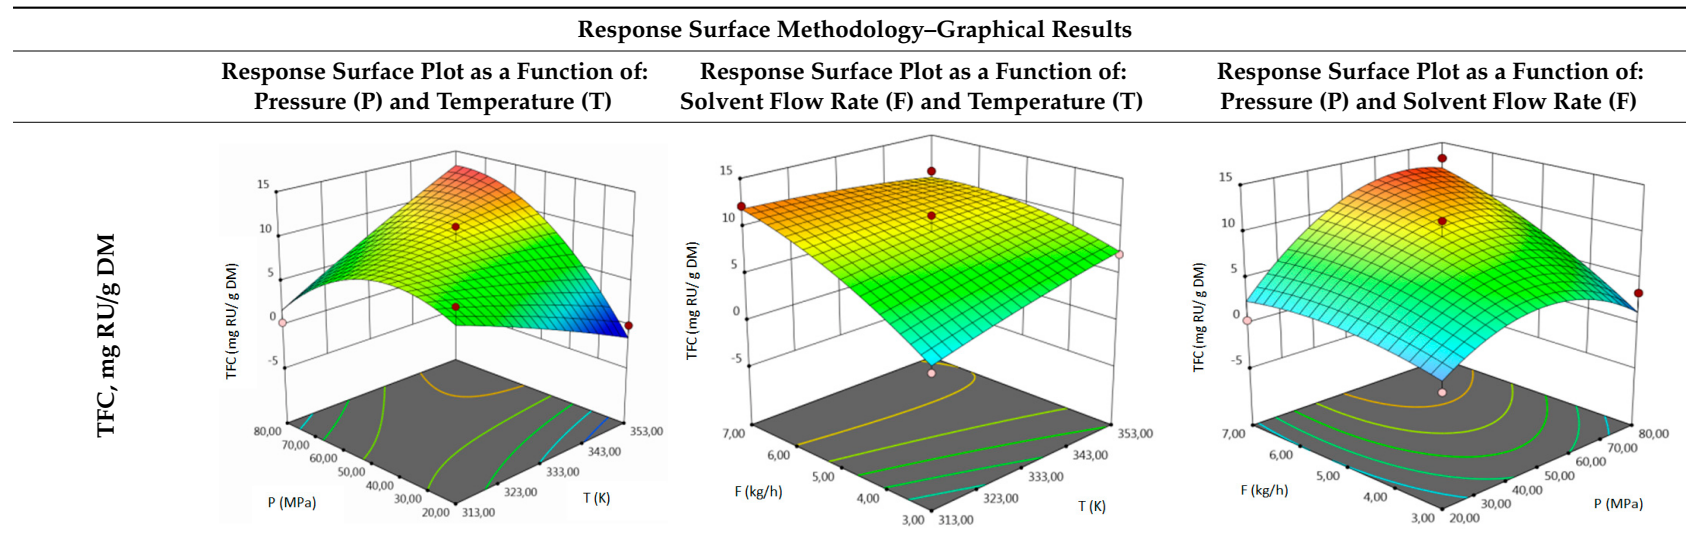 Response Surface Methodology–Graphical Results
Response Surface Plot as a Function of:
Pressure (P) and Temperature (T)
Response Surface Plot as a Function of:
Solvent Flow Rate (F) and Temperature (T)
Response Surface Plot as a Function of:
Pressure (P) and Solvent Flow Rate (F)
TFC, mg RU/g DM
TFC (mg RU/ g DM)
15
10
5
0
-5
80,00
70,00
60,00
50,00
40,00
30,00
20,00
P (MPa)
313,00
323,00
333,00
343,00
353,00
T (K)
TFC (mg RU/ g DM)
15
10
5
0
-5
7,00
6,00
5,00
4,00
3,00
F (kg/h)
313,00
323,00
333,00
343,00
353,00
T (K)
TFC (mg RU/ g DM)
15
10
5
0
-5
7,00
6,00
5,00
4,00
3,00
F (kg/h)
20,00
30,00
40,00
50,00
60,00
70,00
80,00
P (MPa)